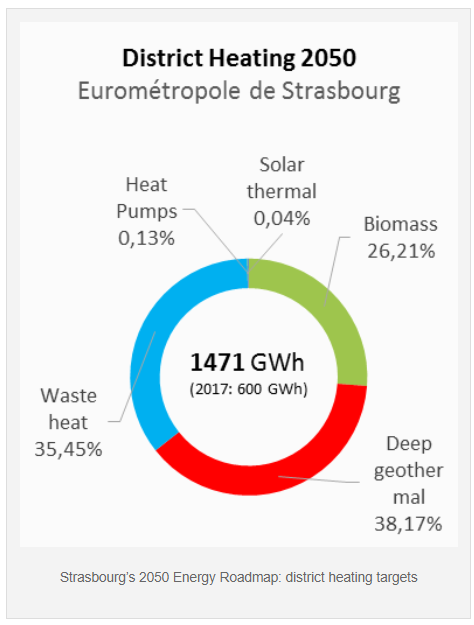 District Heating 2050
Eurométropole de Strasbourg
Solar
thermal
0,04%
Heat
Pumps
0,13%
Biomass
26,21%
1471 GWh
(2017: 600 GWh)
Waste
heat
35,45%
Deep
geother
mal
38,17%
Strasbourg's 2050 Energy Roadmap: district heating targets